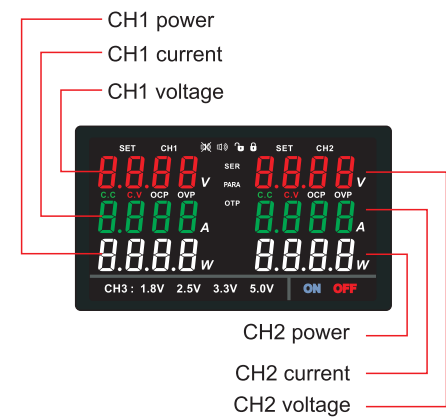 CH1 power
CH1 current
CH1 voltage
SET CH1 SET CH2
SER
8.8.8.8 V 8.8.8.8 V
PARA
C.C C.V OCP OVP C.C C.V OCP OVP
OTP
8.8.8.8 A 8.8.8.8 A
8.8.8.8 W 8.8.8.8 W
CH3 : 1.8V 2.5V 3.3V 5.0V ON OFF
CH2 power
CH2 current
CH2 voltage